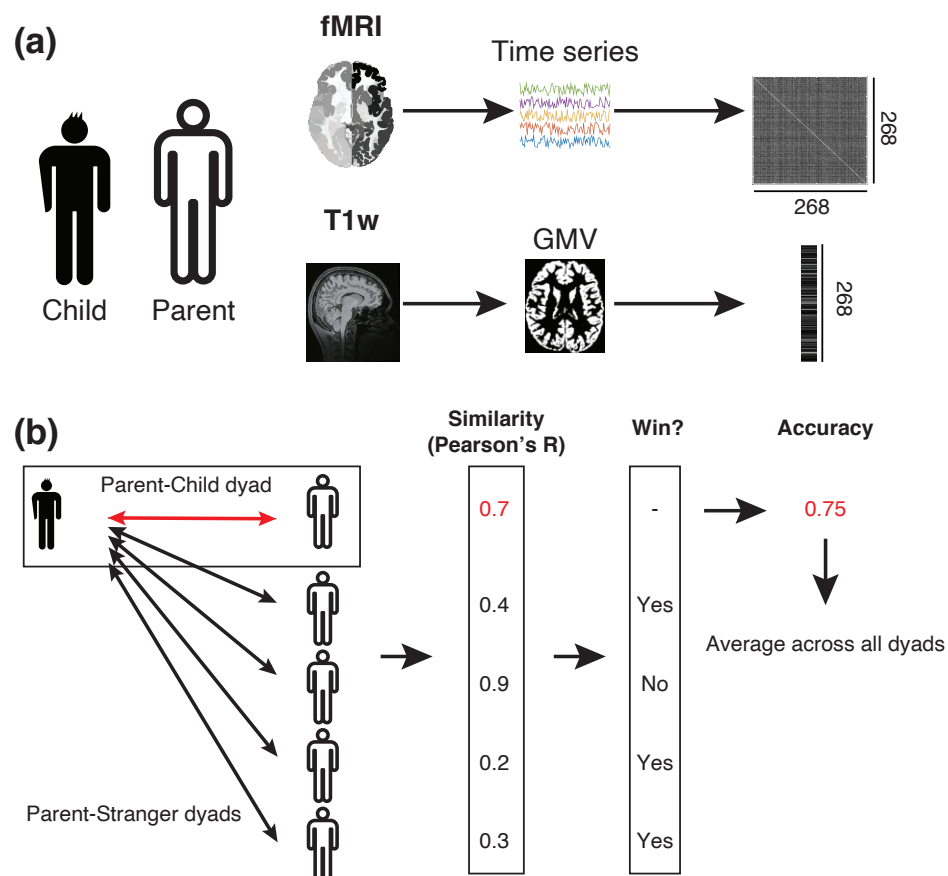 (a)
fMRI
Time series
268
268
Child
Parent
T1w
GMV
268
(b)
Similarity
(Pearson's R)
Win?
Accuracy
Parent-Child dyad
0.7
-
0.75
0.4
Yes
Average across all dyads
0.9
No
0.2
Yes
Parent-Stranger dyads
0.3
Yes